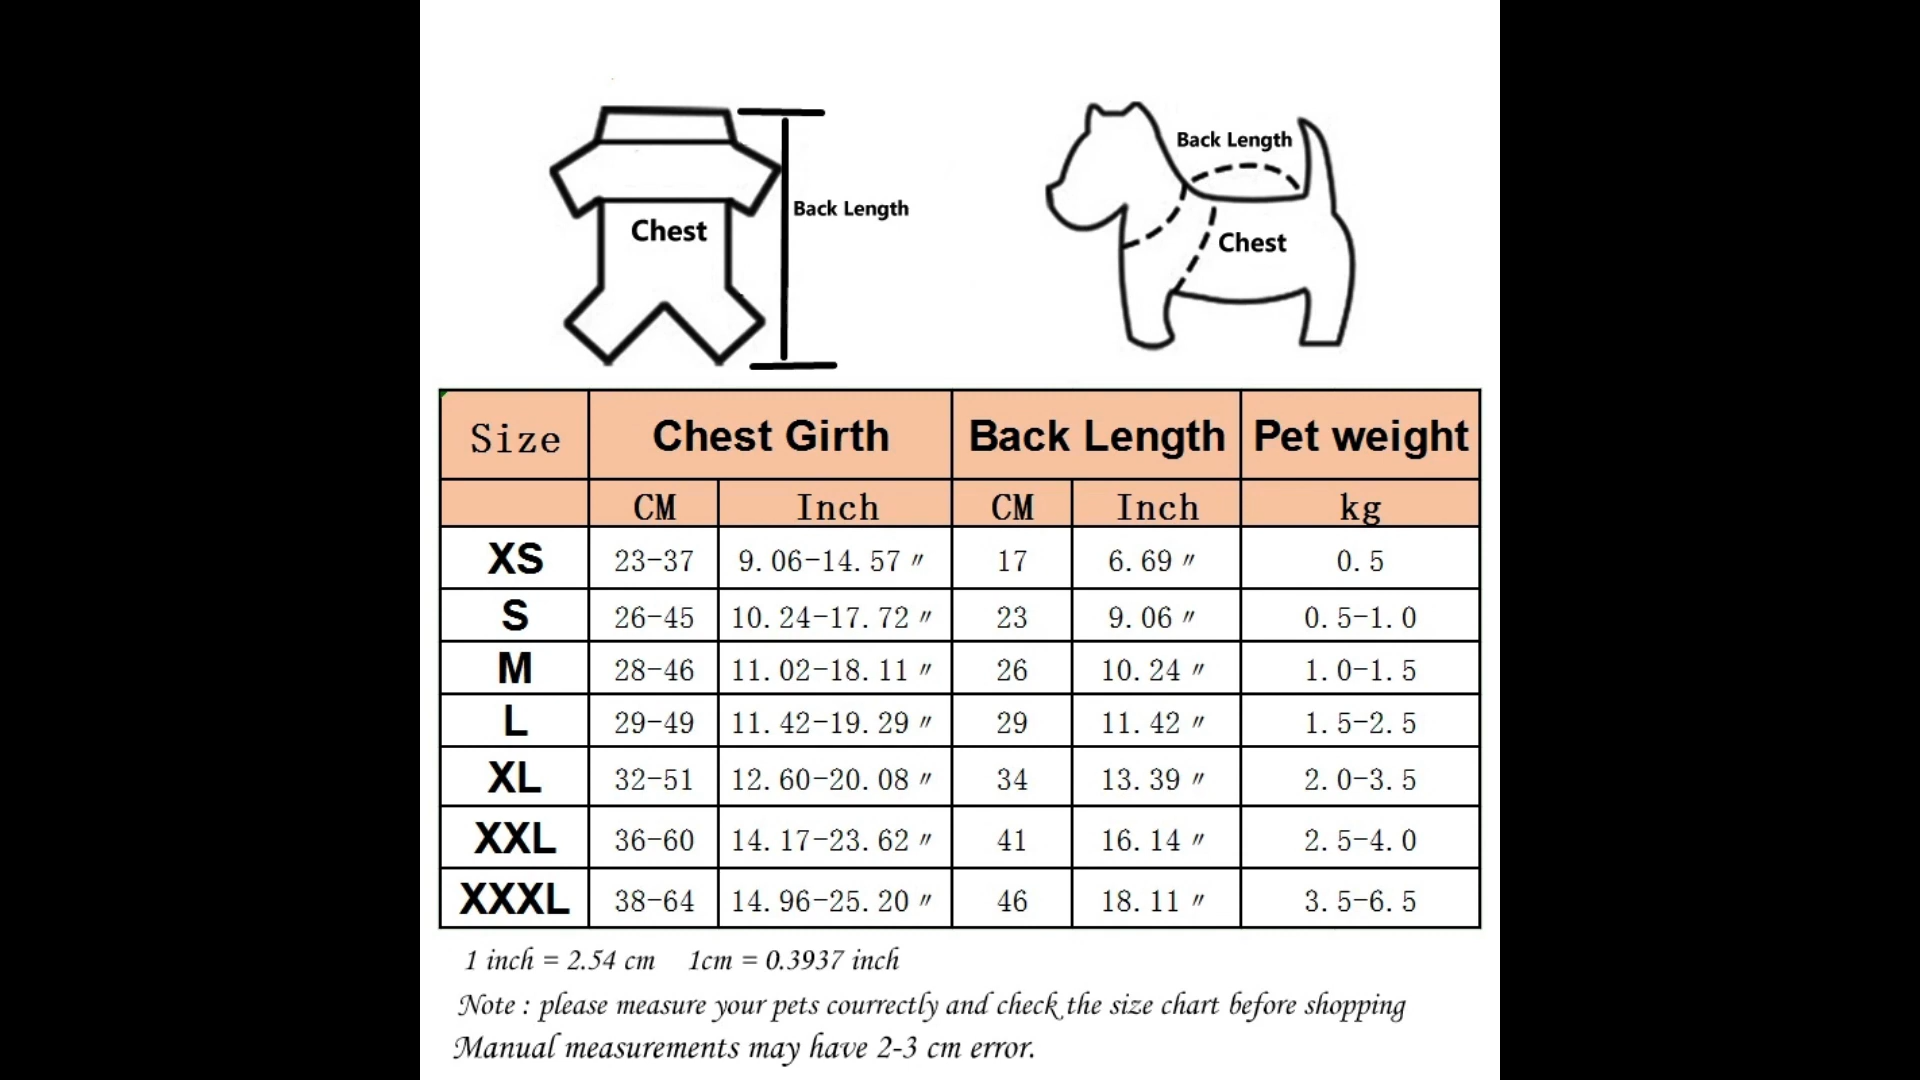 Back Length
Chest
Back Length
Chest
Size Chest Girth Back Length Pet weight
CM Inch CM Inch kg
XS 23-37 9.06-14.57〃 17 6.69〃 0.5
S 26-45 10.24-17.72〃 23 9.06〃 0.5-1.0
M 28-46 11.02-18.11〃 26 10.24〃 1.0-1.5
L 29-49 11.42-19.29〃 29 11.42〃 1.5-2.5
XL 32-51 12.60-20.08〃 34 13.39〃 2.0-3.5
XXL 36-60 14.17-23.62〃 41 16.14〃 2.5-4.0
XXXL 38-64 14.96-25.20〃 46 18.11〃 3.5-6.5
1 inch = 2.54 cm 1cm = 0.3937 inch
Note : please measure your pets courrectly and check the size chart before shopping
Manual measurements may have 2-3 cm error.